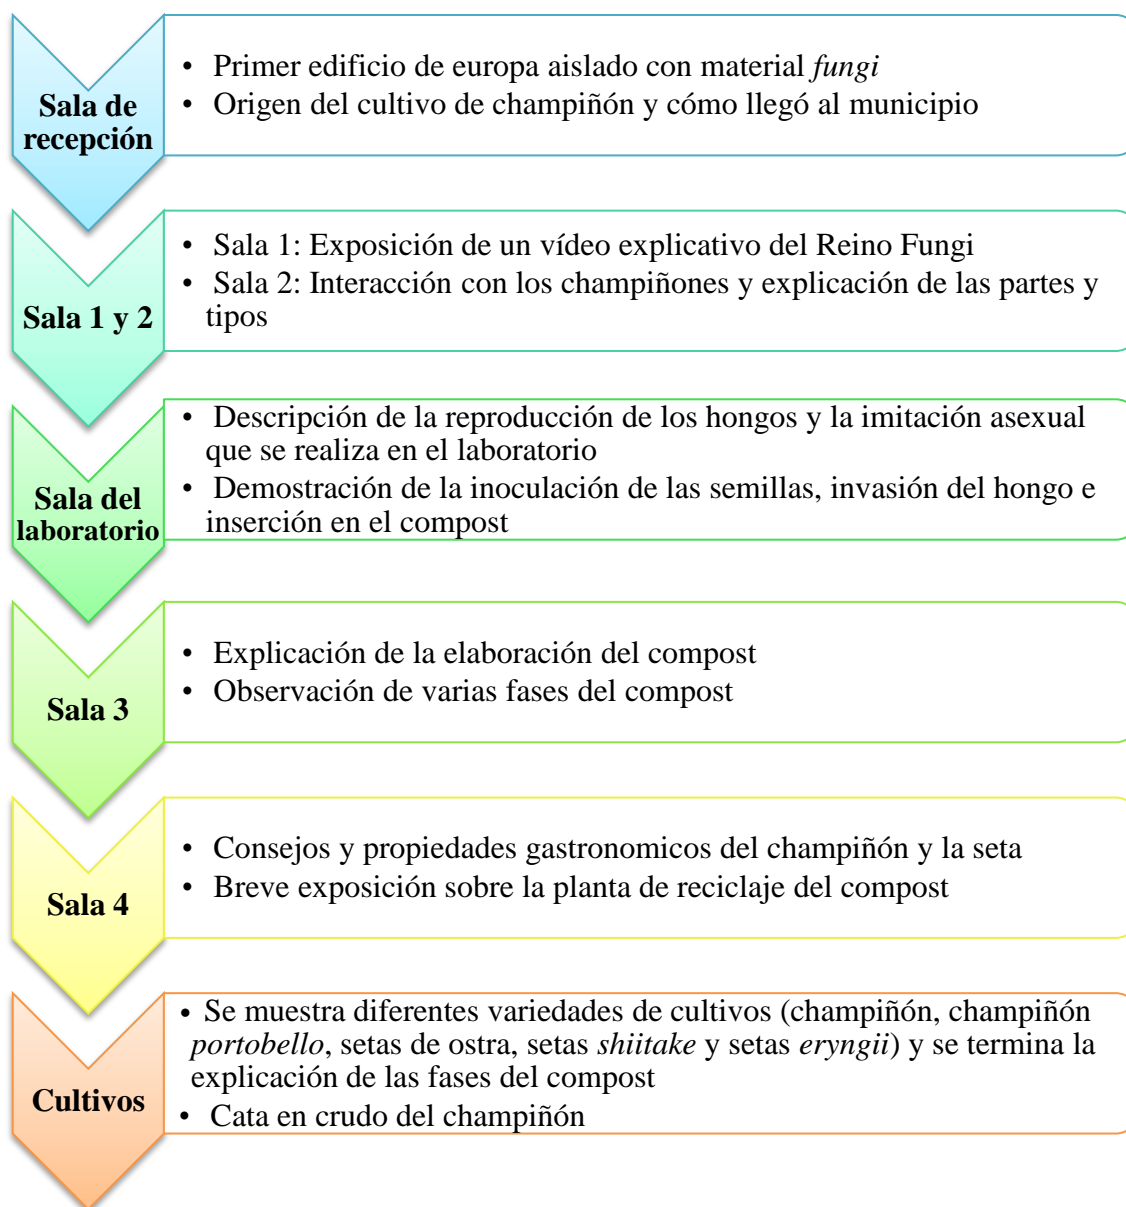 Sala de
recepción
• Primer edificio de europa aislado con material fungi
• Origen del cultivo de champiñón y cómo llegó al municipio
Sala 1 y 2
• Sala 1: Exposición de un vídeo explicativo del Reino Fungi
• Sala 2: Interacción con los champiñones y explicación de las partes y
tipos
Sala del
laboratorio
• Descripción de la reproducción de los hongos y la imitación asexual
que se realiza en el laboratorio
• Demostración de la inoculación de las semillas, invasión del hongo e
inserción en el compost
Sala 3
• Explicación de la elaboración del compost
• Observación de varias fases del compost
Sala 4
• Consejos y propiedades gastronomicos del champiñón y la seta
• Breve exposición sobre la planta de reciclaje del compost
Cultivos
• Se muestra diferentes variedades de cultivos (champiñón, champiñón
portobello, setas de ostra, setas shiitake y setas eryngii) y se termina la
explicación de las fases del compost
• Cata en crudo del champiñón